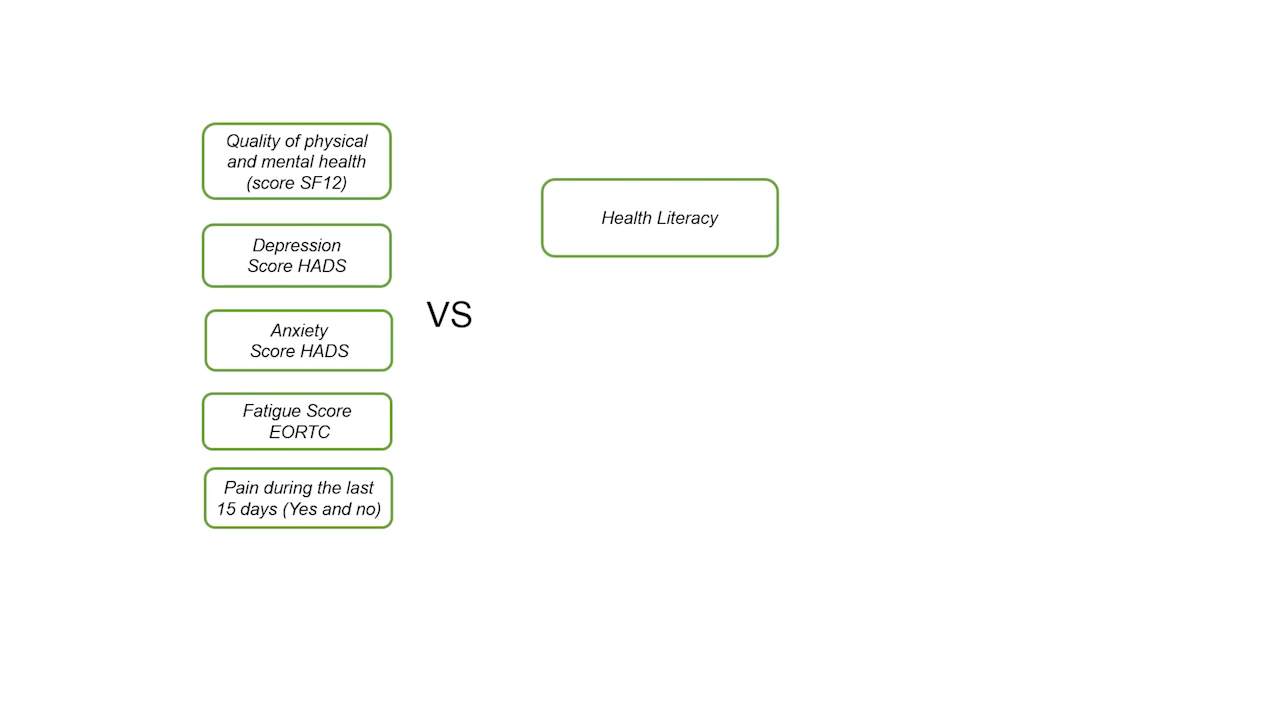 Quality of physical
and mental health
(score SF12)
Depression
Score HADS
Anxiety
Score HADS
Fatigue Score
EORTC
Pain during the last
15 days (Yes and no)
VS
Health Literacy